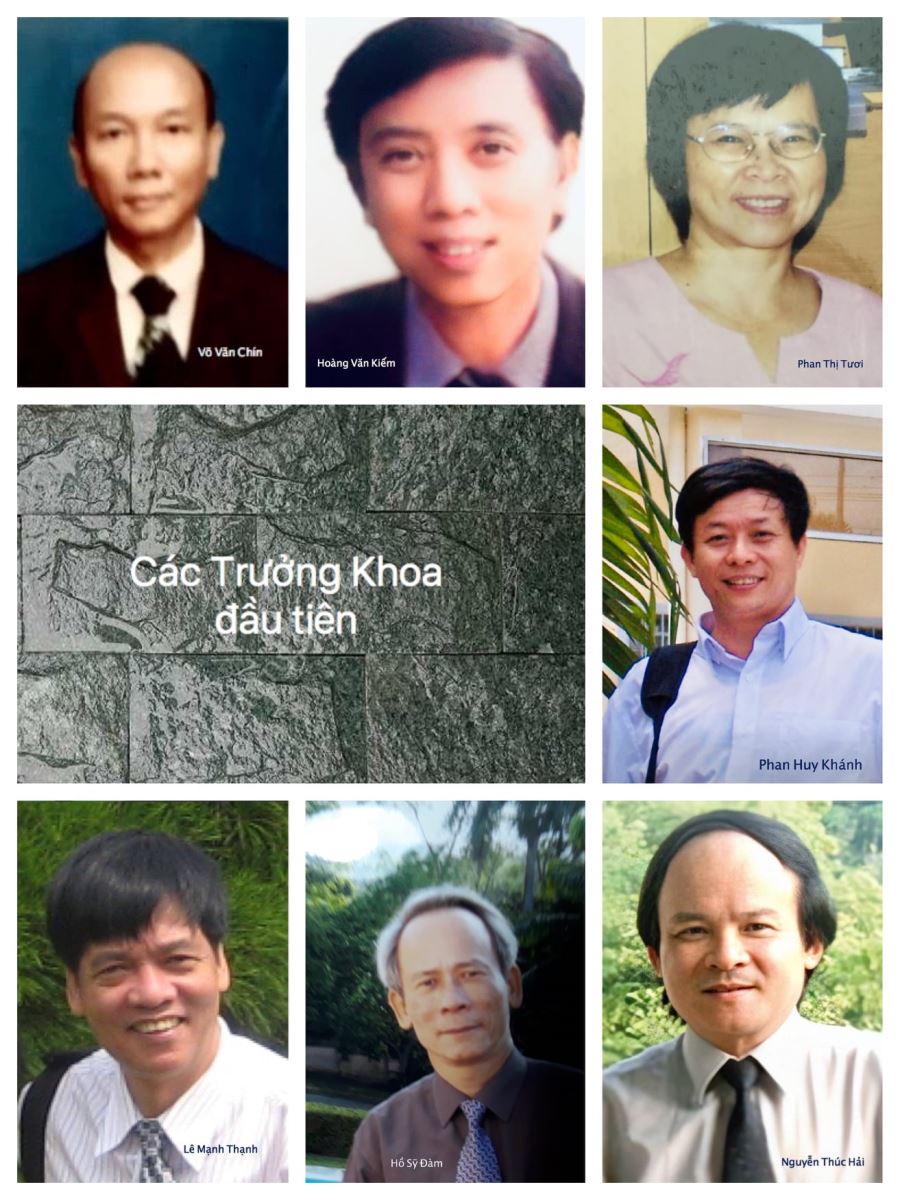 Võ Văn Chín
Hoàng Văn Kiếm
Phan Thị Tươi
Các Trưởng Khoa
đầu tiên
Phan Huy Khánh
Lê Mạnh Thạnh
Hồ Sỹ Đàm
Nguyễn Thúc Hải